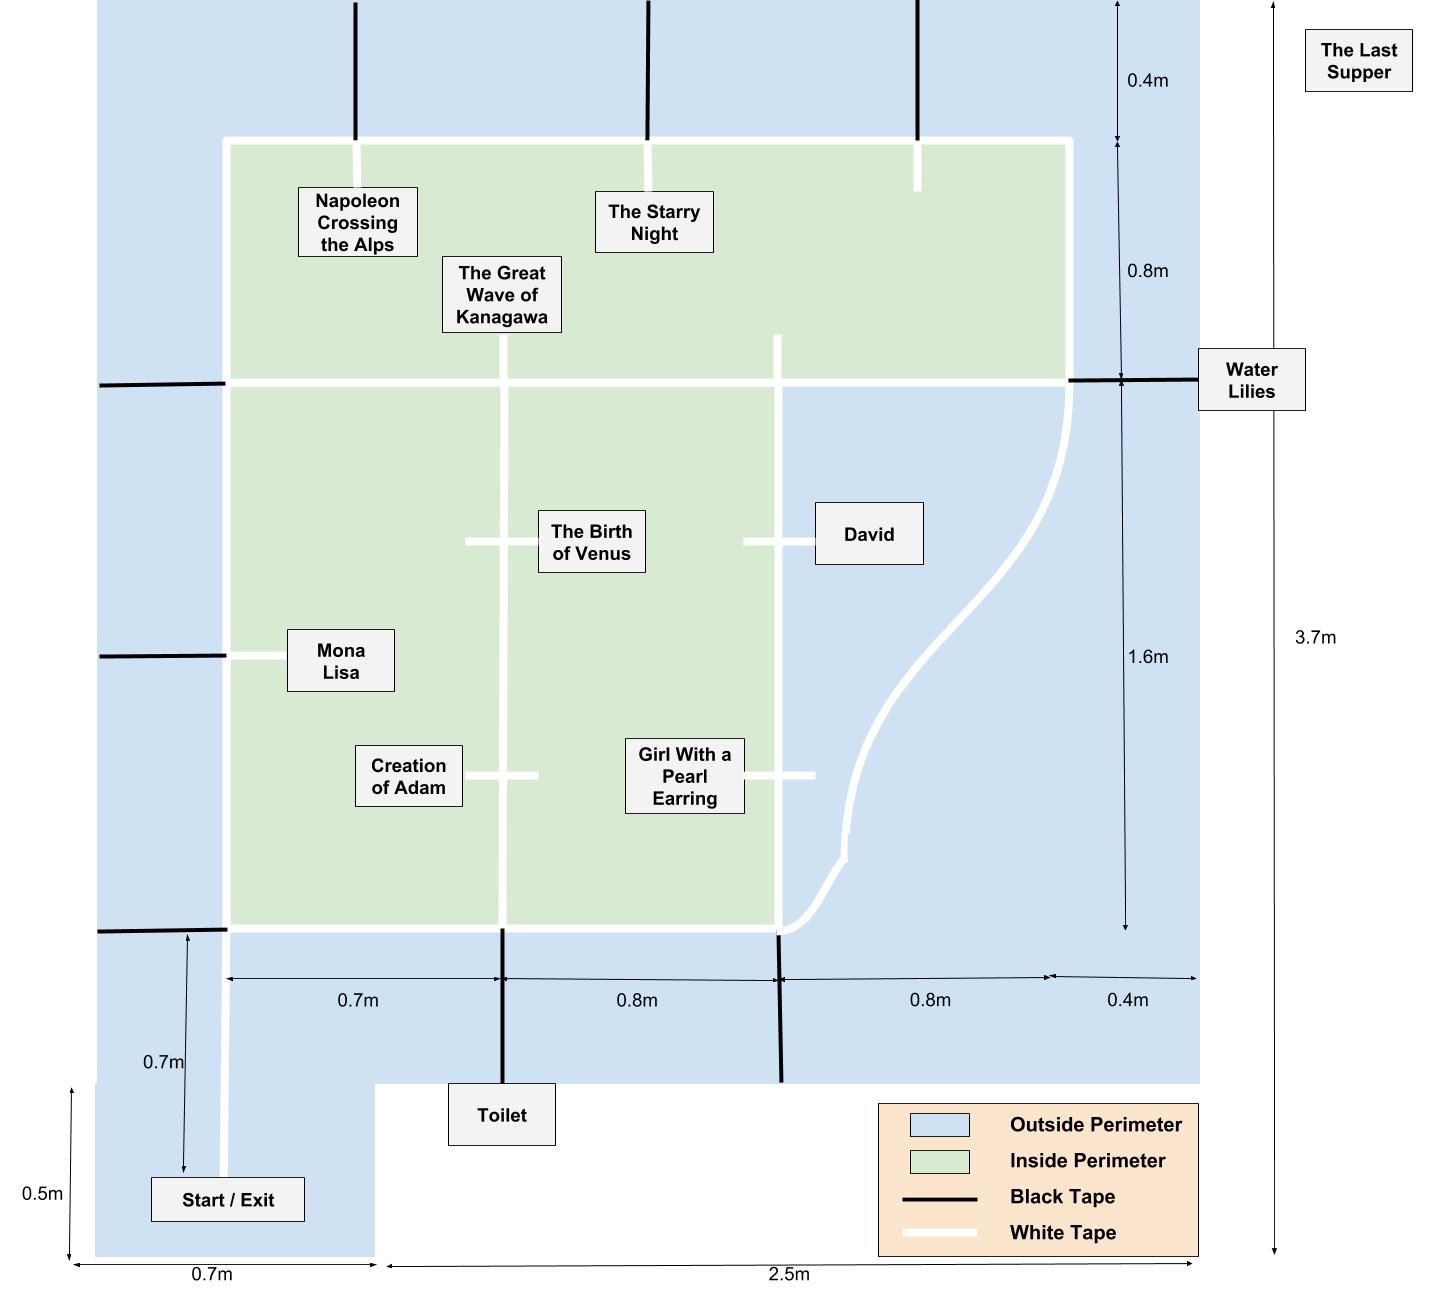 The Last
Supper
0.4m
Napoleon
Crossing
the Alps
The Starry
Night
The Great
Wave of
Kanagawa
0.8m
Water
Lilies
The Birth
of Venus
David
Mona
Lisa
3.7m
1.6m
Creation
of Adam
Girl With a
Pearl
Earring
0.7m
0.8m
0.8m
0.4m
0.7m
Toilet
Start / Exit
0.5m
Outside Perimeter
Inside Perimeter
Black Tape
White Tape
0.7m
2.5m